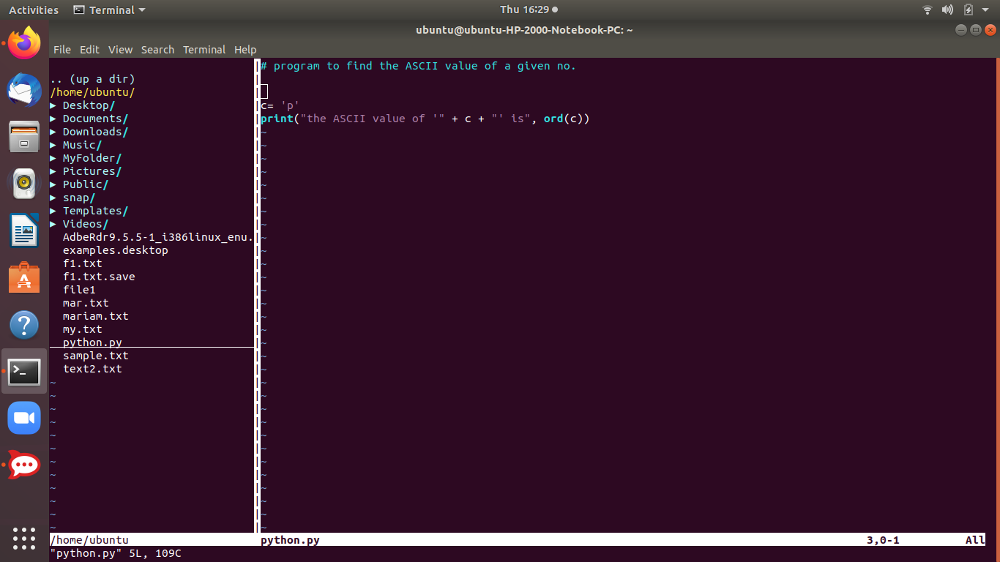 Activities Terminal Thu 16:29
ubuntu@ubuntu-HP-2000-Notebook-PC: ~
File Edit View Search Terminal Help
.. (up a dir)
/home/ubuntu/
▶ Desktop/
▶ Documents/
▶ Downloads/
▶ Music/
▶ MyFolder/
▶ Pictures/
▶ Public/
▶ snap/
▶ Templates/
▶ Videos/
AdbeRdr9.5.5-1_i386linux_enu.
examples.desktop
f1.txt
f1.txt.save
file1
mar.txt
mariam.txt
my.txt
python.py
sample.txt
text2.txt
# program to find the ASCII value of a given no.
c= 'p'
print("the ASCII value of '" + c + "' is", ord(c))
/home/ubuntu python.py 3,0-1 All
"python.py" 5L, 109C